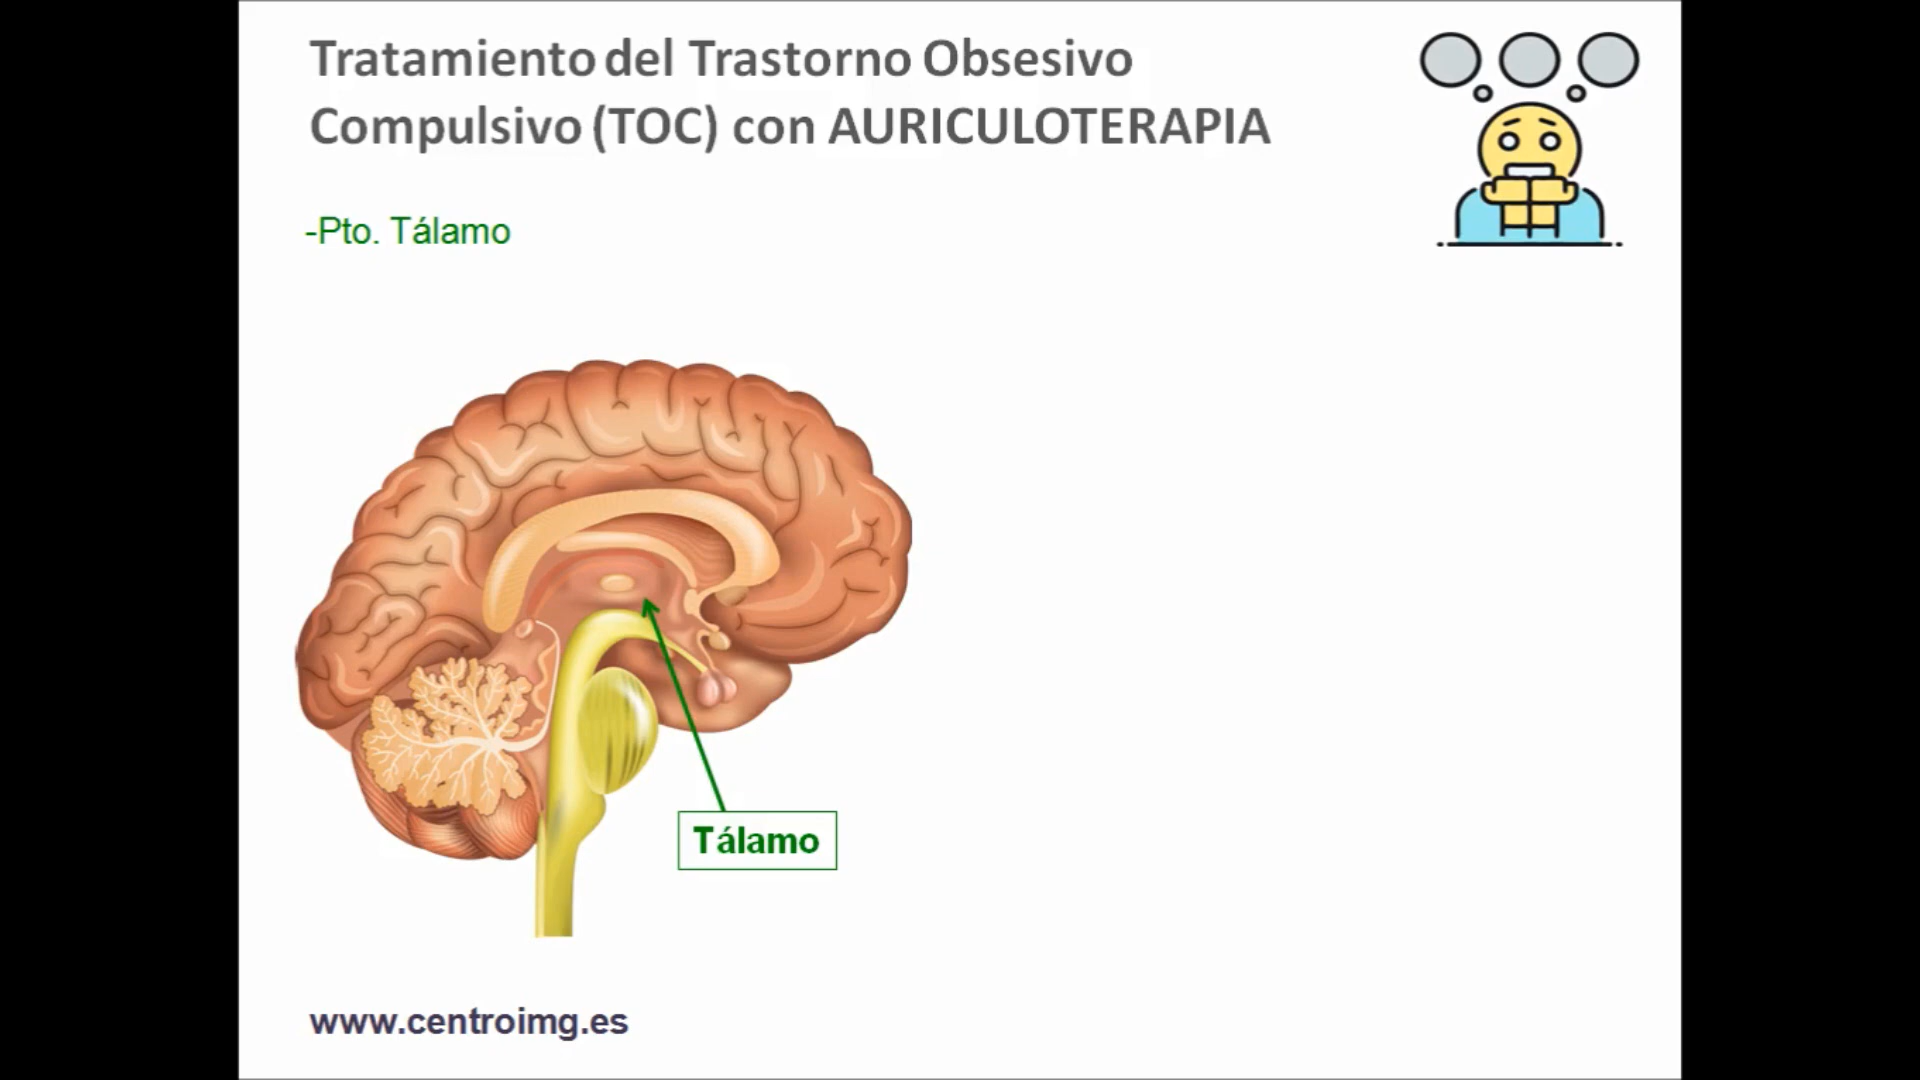 Tratamiento del Trastorno Obsesivo
Compulsivo (TOC) con AURICULOTERAPIA
-Pto. Tálamo
Tálamo
www.centroimg.es